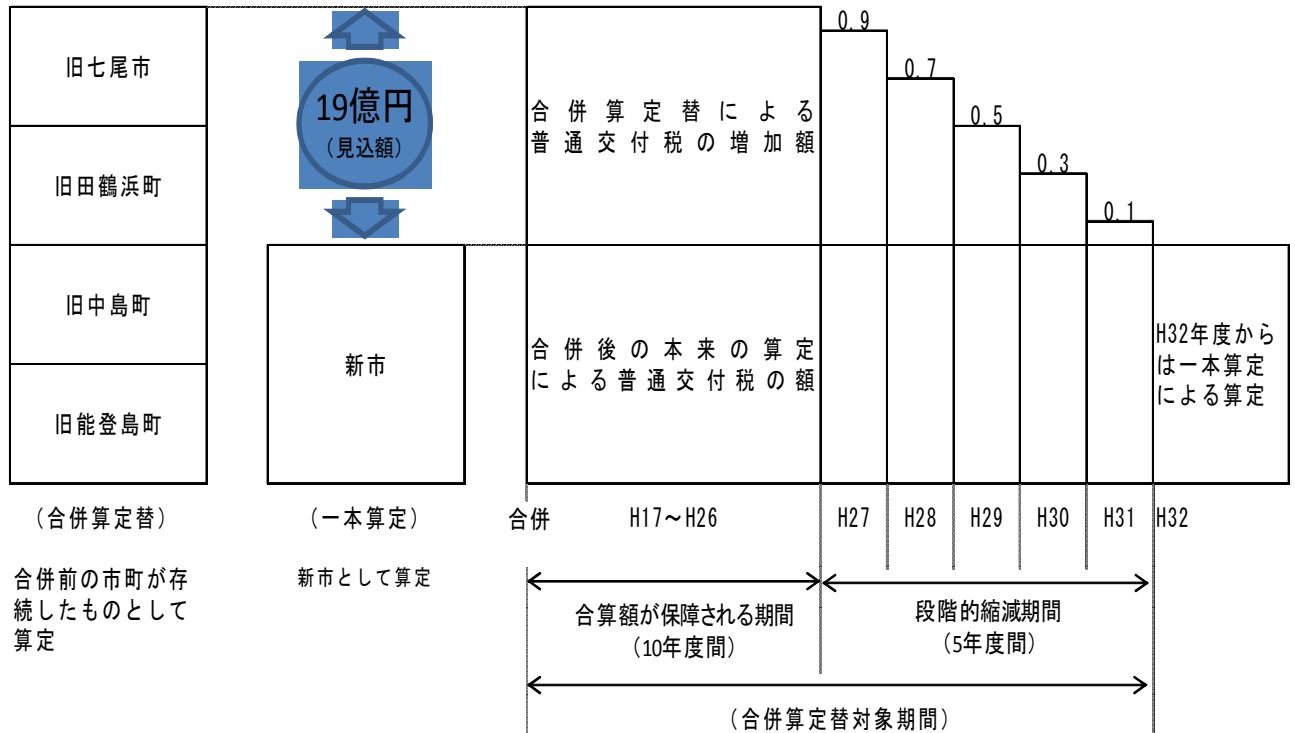 旧七尾市
旧田鶴浜町
旧中島町
旧能登島町
(合併算定替)
合併前の市町が存
続したものとして
算定
19億円
(見込額)
新市
(一本算定)
新市として算定
合併算定替による
普通交付税の増加額
合併後の本来の算定
による普通交付税の額
0.9
0.7
0.5
0.3
0.1
H32年度から
は一本算定
による算定
合併
H17～H26
H27
H28
H29
H30
H31
H32
合算額が保障される期間
(10年度間)
段階的縮減期間
(5年度間)
(合併算定替対象期間)